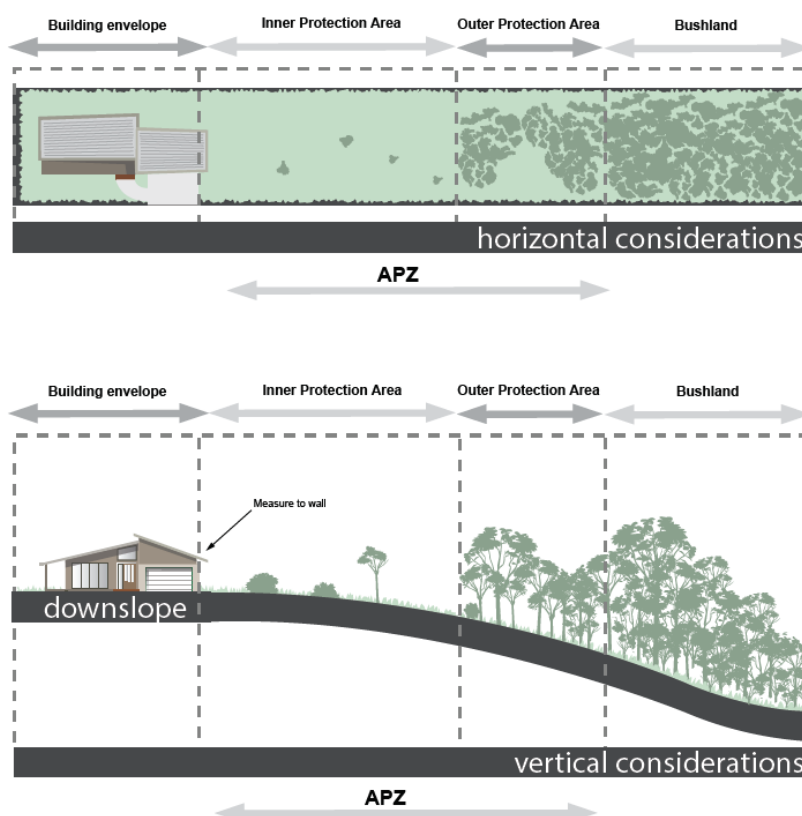 Building envelope
Inner Protection Area
Outer Protection Area
Bushland
horizontal considerations
APZ
Building envelope
Inner Protection Area
Outer Protection Area
Bushland
Measure to wall
downslope
vertical considerations
APZ